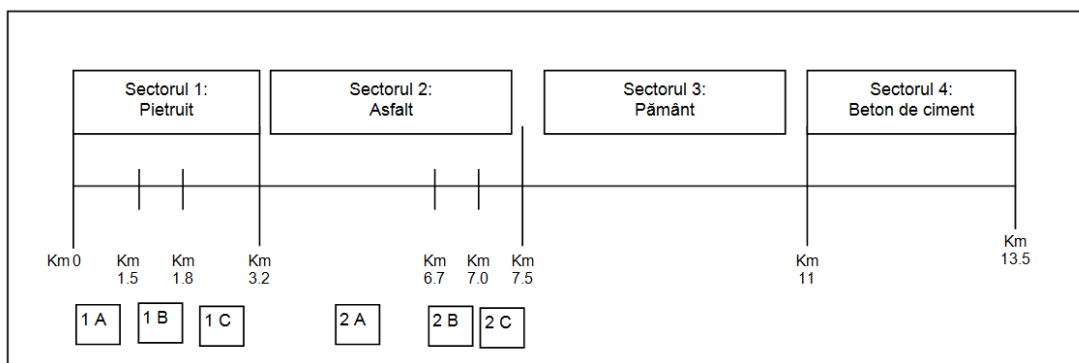 Sectorul 1:
Pietruit
Sectorul 2:
Asfalt
Sectorul 3:
Pământ
Sectorul 4:
Beton de ciment
Km 0
Km
1.5
Km
1.8
Km
3.2
Km
6.7
Km
7.0
Km
7.5
Km
11
Km
13.5
1 A
1 B
1 C
2 A
2 B
2 C